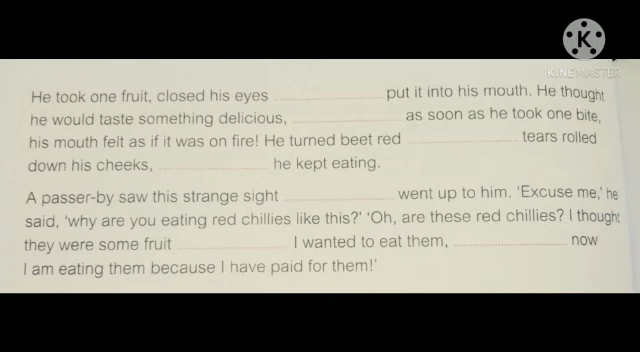 K
KINEMASTER
He took one fruit, closed his eyes .................... put it into his mouth. He thought
he would taste something delicious, .................... as soon as he took one bite,
his mouth felt as if it was on fire! He turned beet red .................... tears rolled
down his cheeks, .................... he kept eating.
A passer-by saw this strange sight .................... went up to him. ‘Excuse me,’ he
said, ‘why are you eating red chillies like this?’ ‘Oh, are these red chillies? I thought
they were some fruit .................... I wanted to eat them, .................... now
I am eating them because I have paid for them!’